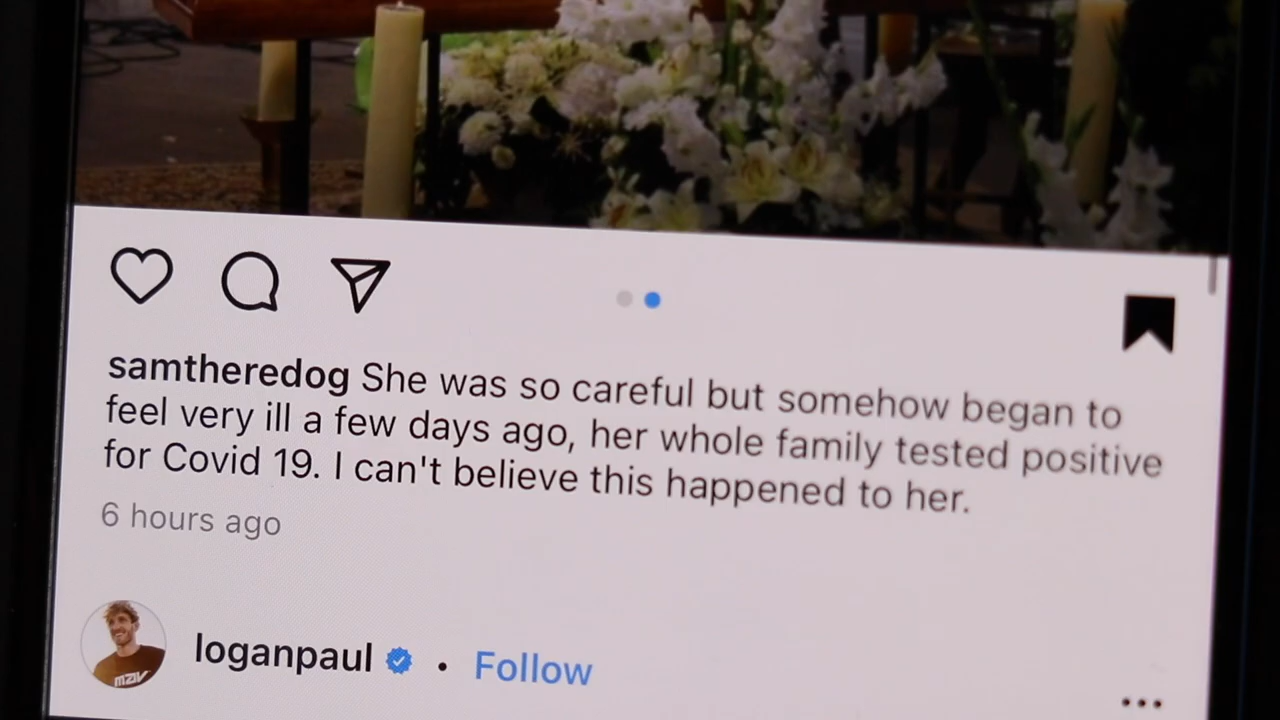 samtheredog She was so careful but somehow began to
feel very ill a few days ago, her whole family tested positive
for Covid 19. I can't believe this happened to her.
6 hours ago
loganpaul • Follow